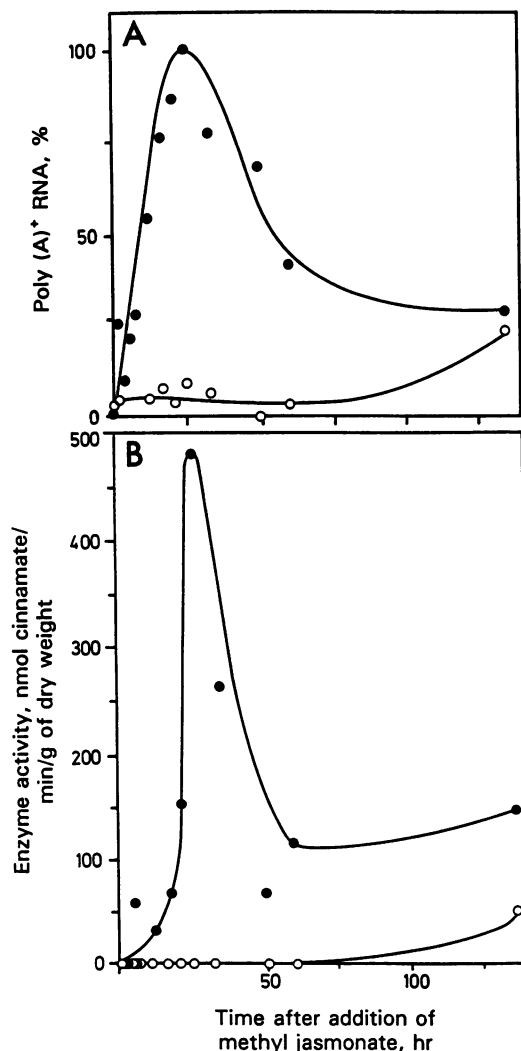 A
100
50
0
Poly (A)+ RNA, %
B
500
400
300
200
100
0
Enzyme activity, nmol cinnamate/
min/g of dry weight
50
100
Time after addition of
methyl jasmonate, hr